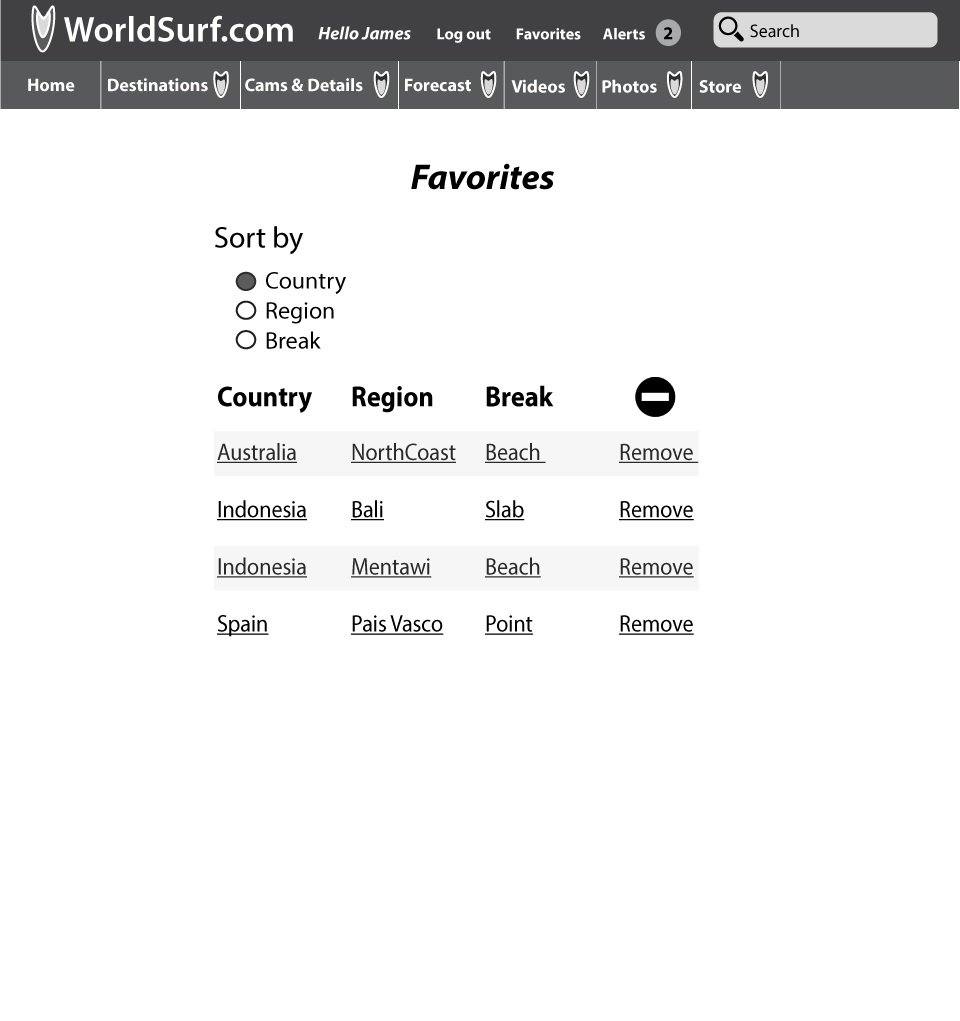 WorldSurf.com Hello James Log out Favorites Alerts 2 Search
Home Destinations Cams & Details Forecast Videos Photos Store
Favorites
Sort by
Country
Region
Break
Country Region Break
Australia NorthCoast Beach Remove
Indonesia Bali Slab Remove
Indonesia Mentawi Beach Remove
Spain Pais Vasco Point Remove